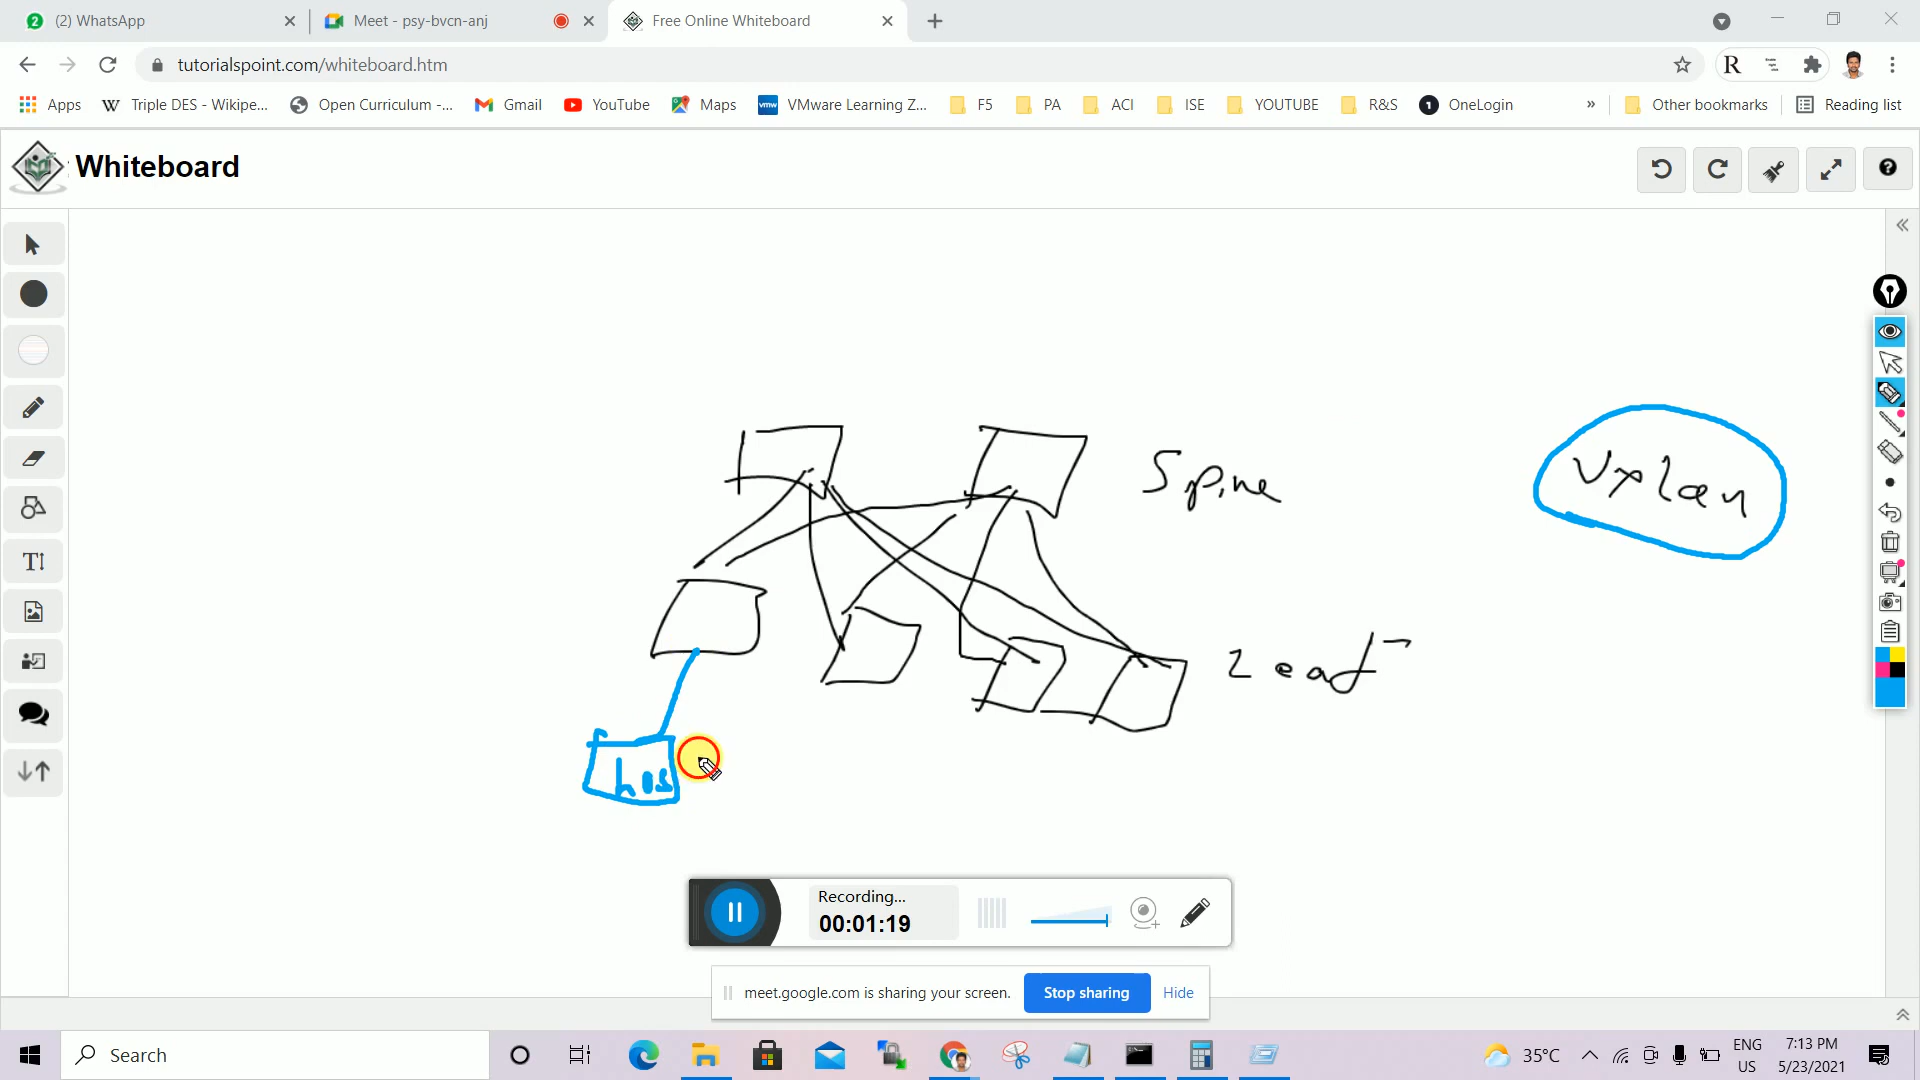 (2) WhatsApp
Meet - psy-bvcn-anj
Free Online Whiteboard
tutorialspoint.com/whiteboard.htm
R
Apps
W Triple DES - Wikipe...
Open Curriculum -...
Gmail
YouTube
Maps
vmw VMware Learning Z...
F5
PA
ACI
ISE
YOUTUBE
R&S
1 OneLogin
»
Other bookmarks
Reading list
Whiteboard
Spine
Vxlan
Leaf
hos
Recording...
00:01:19
meet.google.com is sharing your screen.
Stop sharing
Hide
Search
35°C
ENG
US
7:13 PM
5/23/2021